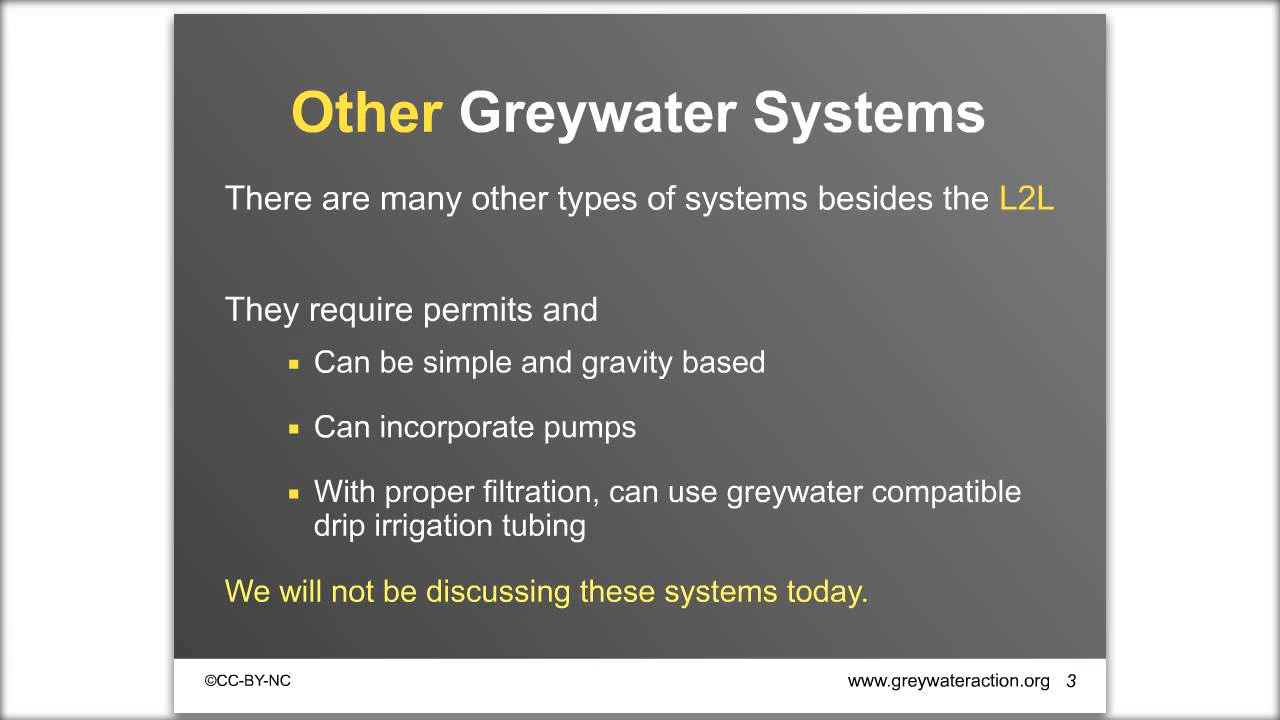 Other Greywater Systems
There are many other types of systems besides the L2L
They require permits and
▪ Can be simple and gravity based
▪ Can incorporate pumps
▪ With proper filtration, can use greywater compatible
drip irrigation tubing
We will not be discussing these systems today.
©CC-BY-NC
www.greywateraction.org 3